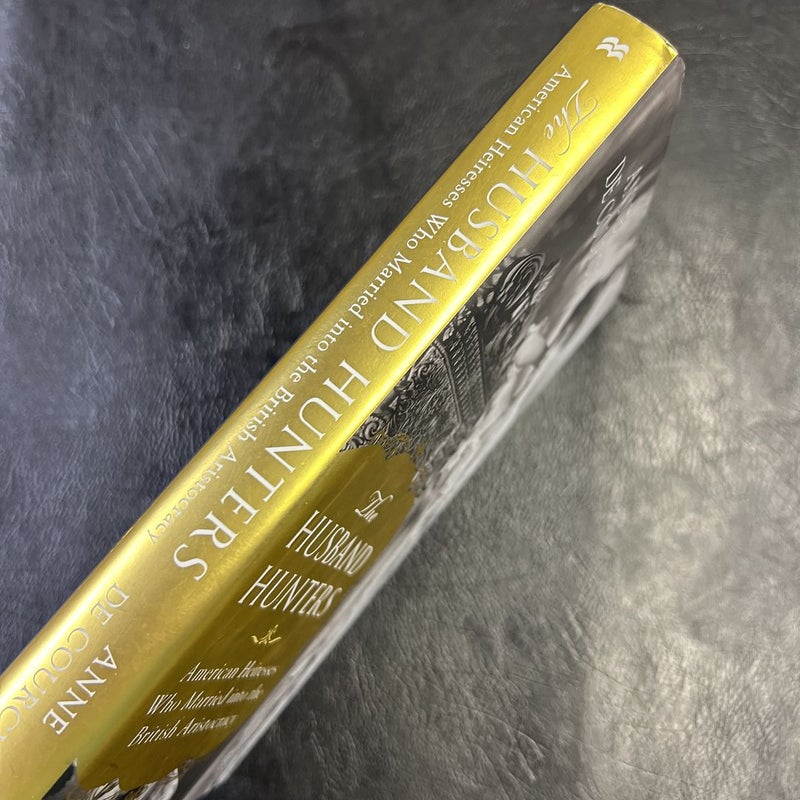 The HUSBAND HUNTERS
American Heiresses Who Married into the British Aristocracy
ANNE
DE COURCY
The
HUSBAND
HUNTERS
American Heiresses
Who Married into the
British Aristocracy